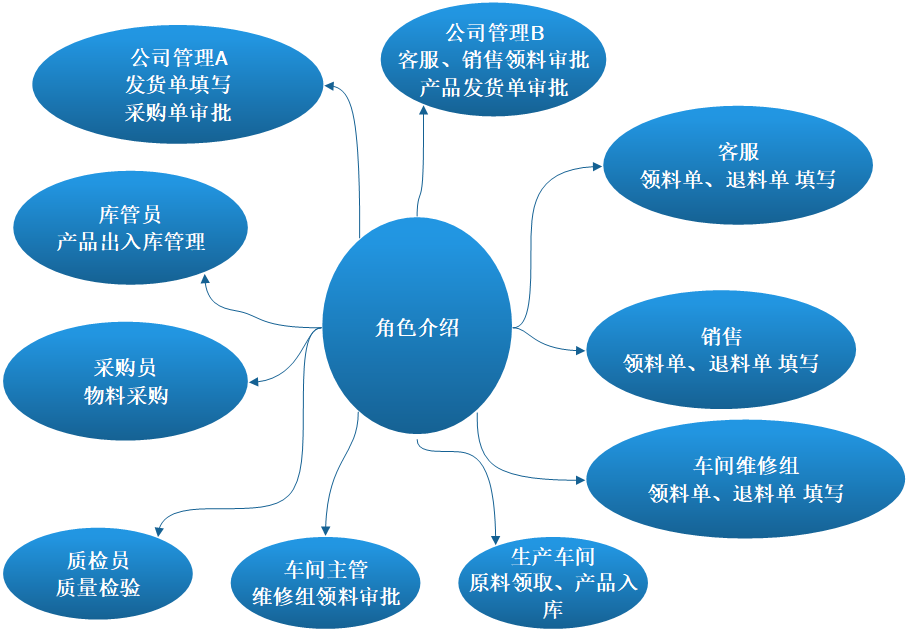 公司管理A
发货单填写
采购单审批
公司管理B
客服、销售领料审批
产品发货单审批
客服
领料单、退料单 填写
库管员
产品出入库管理
角色介绍
销售
领料单、退料单 填写
采购员
物料采购
车间维修组
领料单、退料单 填写
质检员
质量检验
车间主管
维修组领料审批
生产车间
原料领取、产品入
库